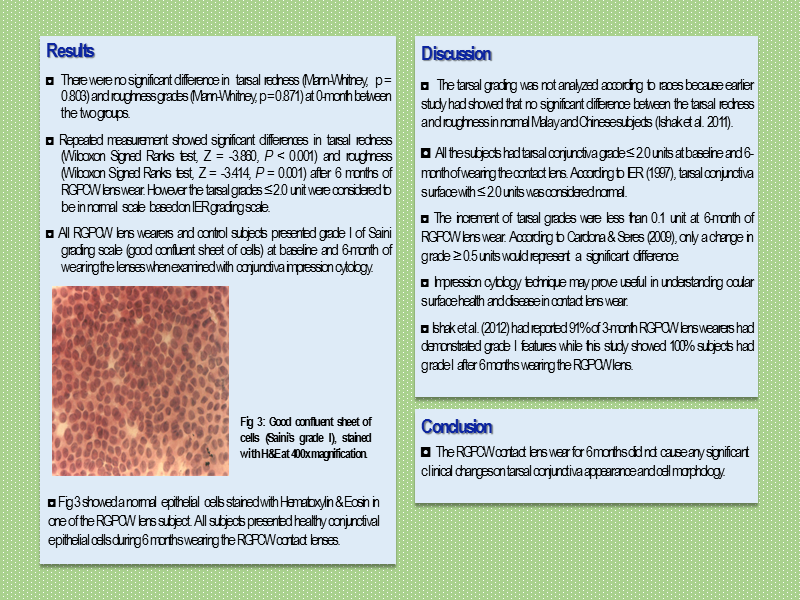 Results
◘ There were no significant difference in tarsal redness (Mann-Whitney, p =
0.803) and roughness grades (Mann-Whitney, p = 0.871) at 0-month between
the two groups.
◘ Repeated measurement showed significant differences in tarsal redness
(Wilcoxon Signed Ranks test, Z = -3.860, P < 0.001) and roughness
(Wilcoxon Signed Ranks test, Z = -3.414, P = 0.001) after 6 months of
RGPCW lens wear. However the tarsal grades ≤ 2.0 unit were considered to
be in normal scale based on IER grading scale.
◘ All RGPCW lens wearers and control subjects presented grade I of Saini
grading scale (good confluent sheet of cells) at baseline and 6-month of
wearing the lenses when examined with conjunctiva impression cytology.
Fig 3: Good confluent sheet of
cells (Saini's grade I), stained
with H&E at 400x magnification.
◘ Fig 3 showed a normal epithelial cells stained with Hematoxylin & Eosin in
one of the RGPCW lens subject. All subjects presented healthy conjunctival
epithelial cells during 6 months wearing the RGPCW contact lenses.
Discussion
◘ The tarsal grading was not analyzed according to races because earlier
study had showed that no significant difference between the tarsal redness
and roughness in normal Malay and Chinese subjects (Ishak et al. 2011).
◘ All the subjects had tarsal conjunctiva grade ≤ 2.0 units at baseline and 6-
month of wearing the contact lens. According to IER (1997), tarsal conjunctiva
surface with ≤ 2.0 units was considered normal.
◘ The increment of tarsal grades were less than 0.1 unit at 6-month of
RGPCW lens wear. According to Cardona & Seres (2009), only a change in
grade ≥ 0.5 units would represent a significant difference.
◘ Impression cytology technique may prove useful in understanding ocular
surface health and disease in contact lens wear.
◘ Ishak et al. (2012) had reported 91% of 3-month RGPCW lens wearers had
demonstrated grade I features while this study showed 100% subjects had
grade I after 6 months wearing the RGPCW lens.
Conclusion
◘ The RGPCW contact lens wear for 6 months did not cause any significant
clinical changes on tarsal conjunctiva appearance and cell morphology.